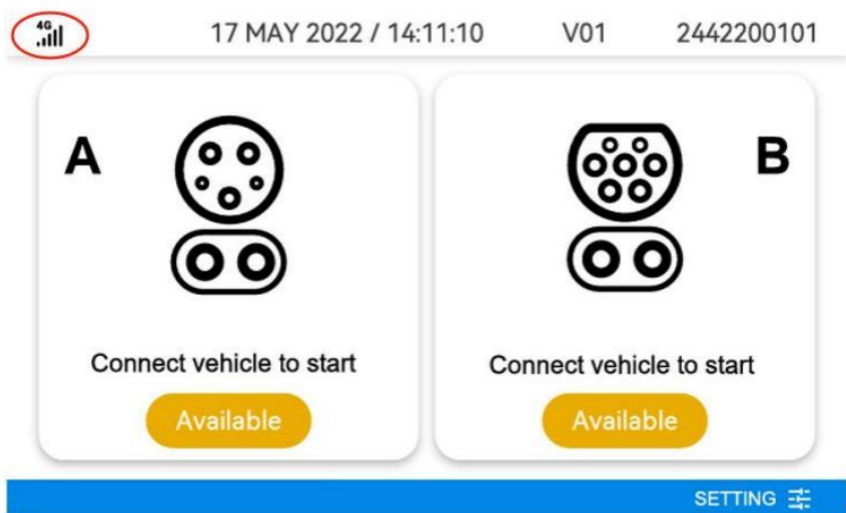 4G
17 MAY 2022 / 14:11:10 V01 2442200101
A
B
Connect vehicle to start
Available
Connect vehicle to start
Available
SETTING